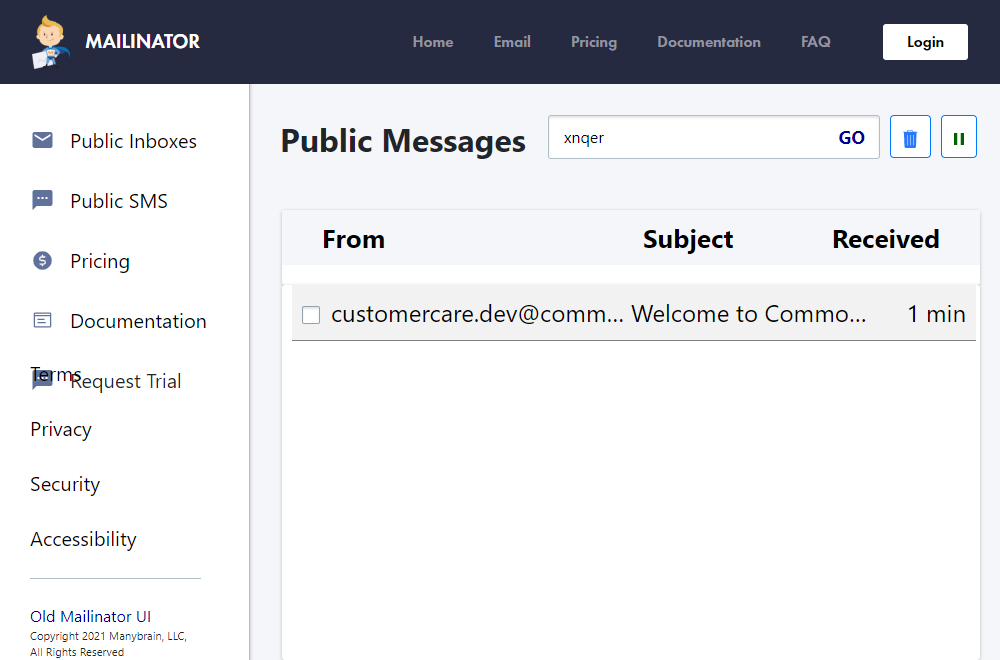 MAILINATOR
Home Email Pricing Documentation FAQ Login
Public Inboxes
Public SMS
Pricing
Documentation
Terms
Request Trial
Privacy
Security
Accessibility
Old Mailinator UI
Copyright 2021 Manybrain, LLC,
All Rights Reserved
Public Messages xnqer GO
From Subject Received
customercare.dev@comm... Welcome to Commo... 1 min